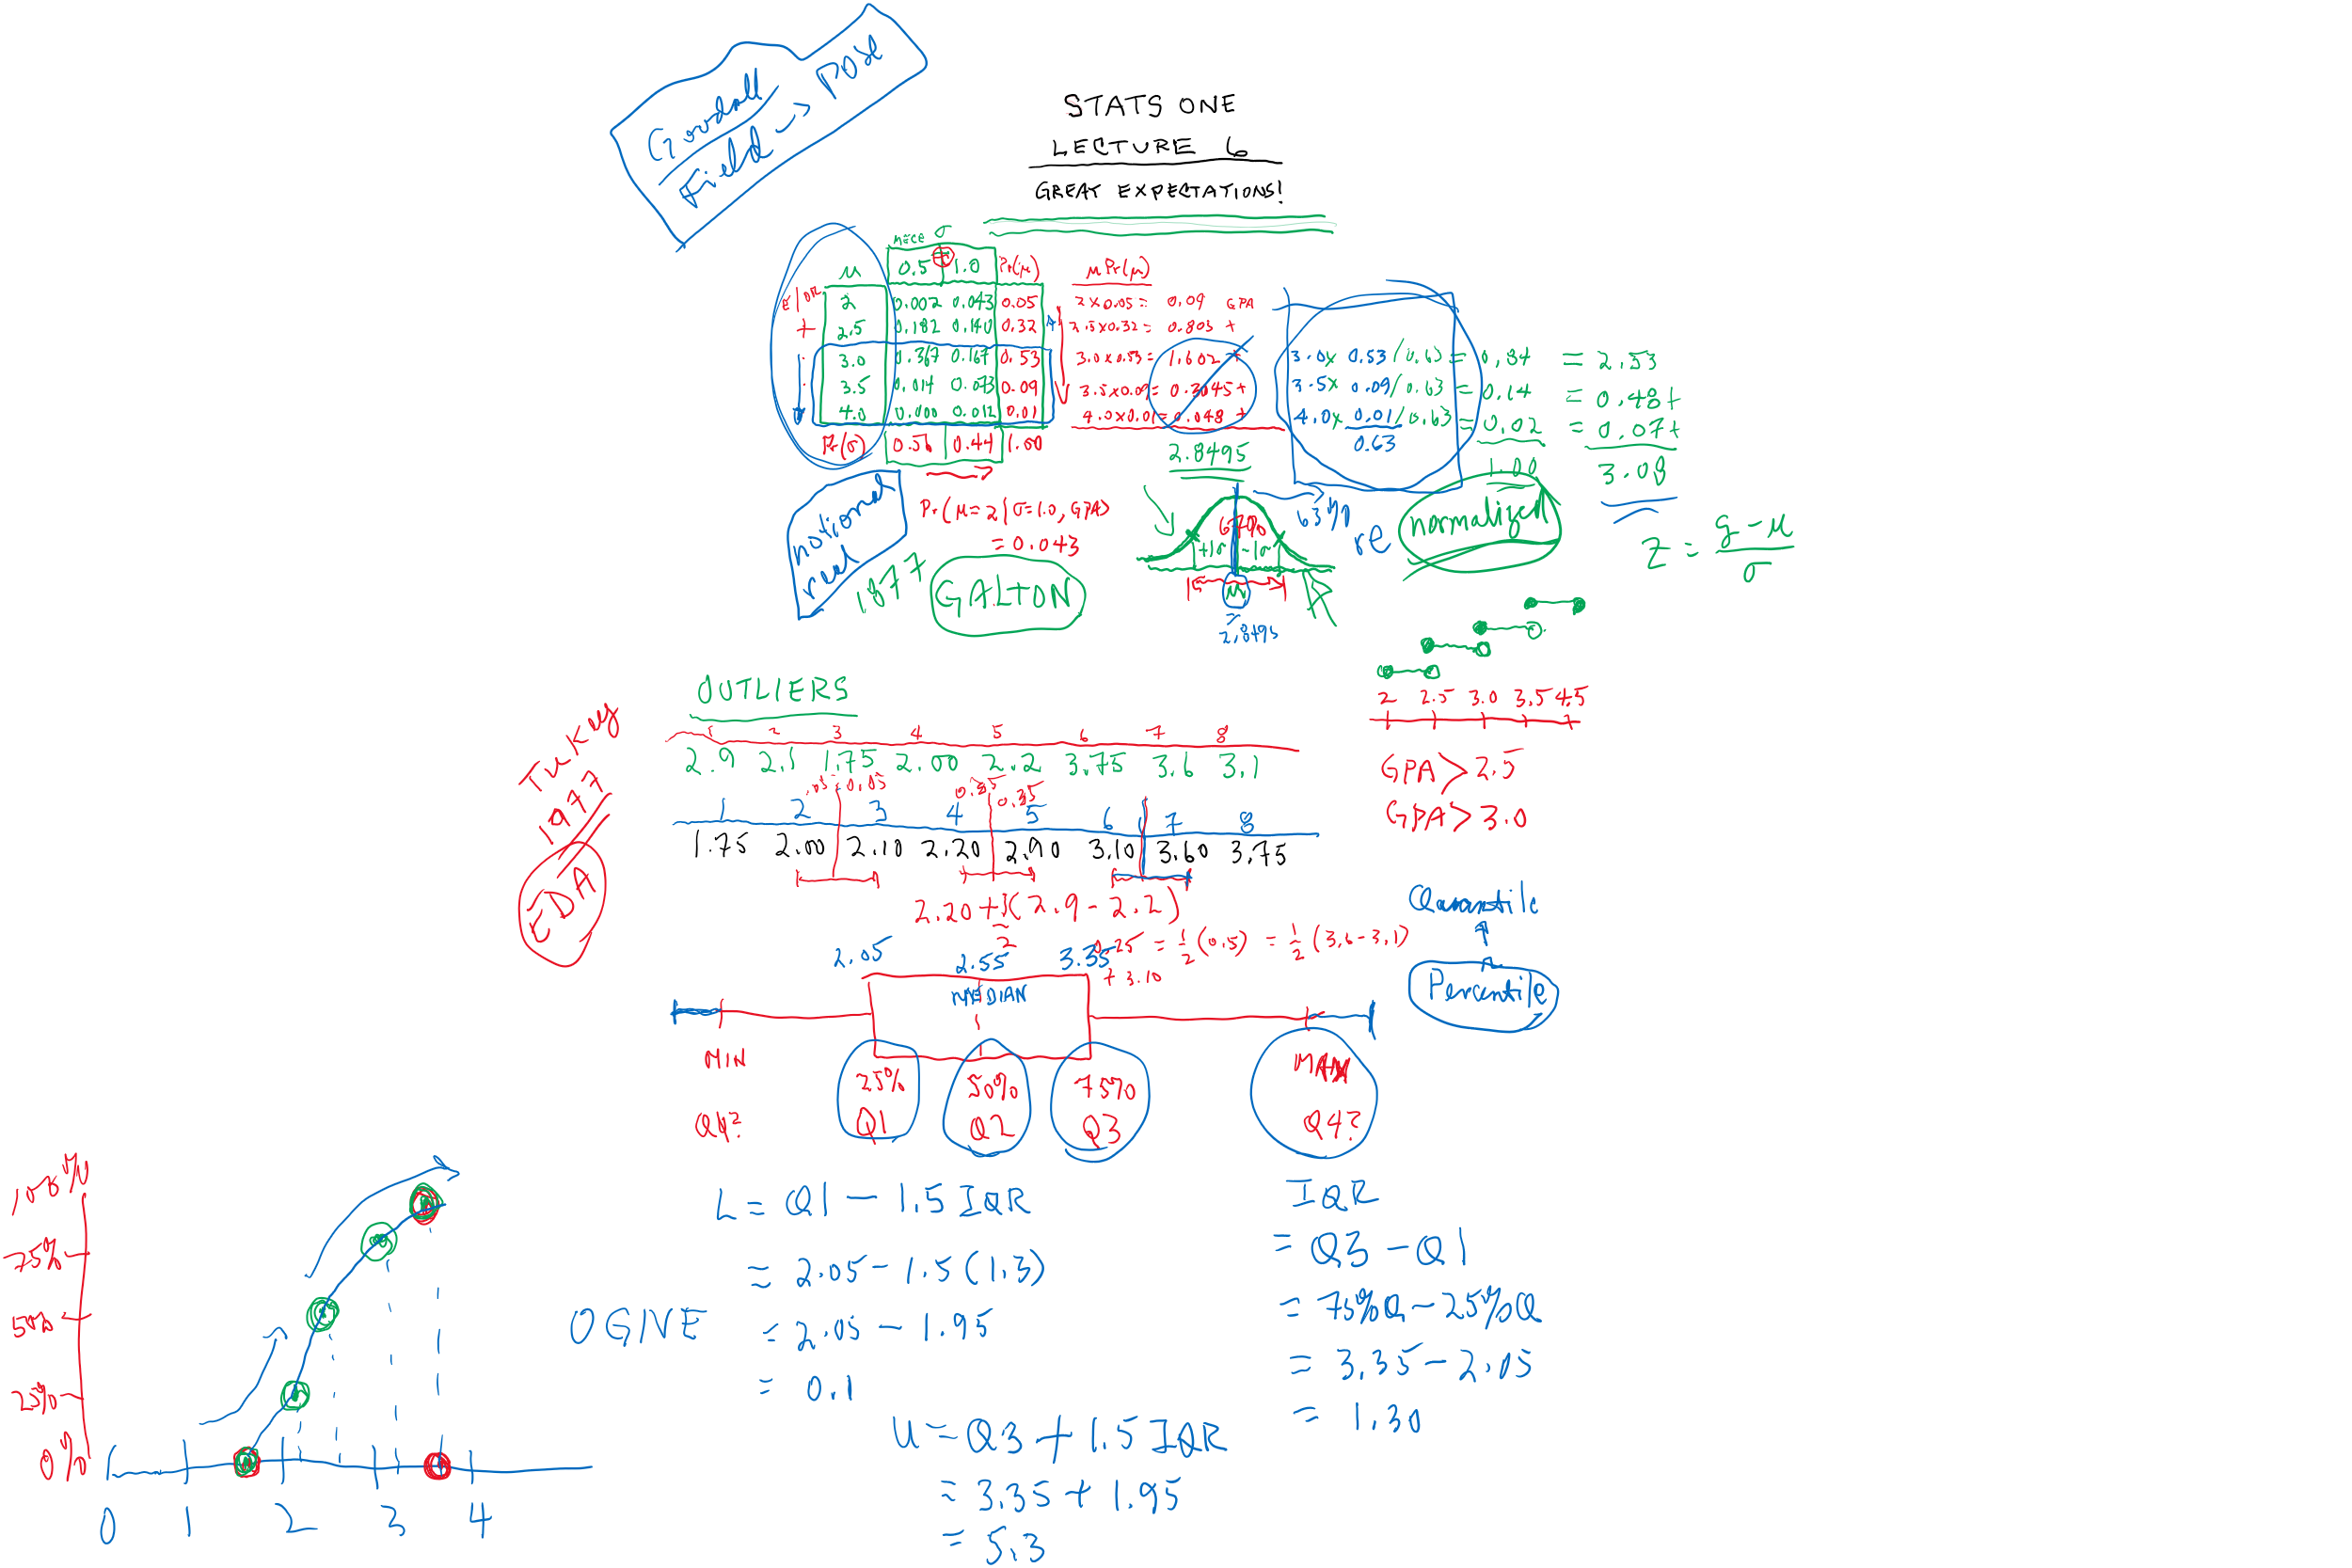 Goodall
Field -> POX
STATS ONE
LECTURE 6
GREAT EXPECTATIONS!
niece σ
μ 0.5 1.0 Pr(μ) μ Pr(μ)
2 0.002 0.043 0.05 2×0.05= 0.09 GPA
2.5 0.182 0.140 0.32 2.5×0.32= 0.803 +
3.0 0.367 0.167 0.53 3.0×0.53= 1.602 + 3.0× 0.53/0.63 = 0.84 = 2.53
3.5 0.014 0.073 0.09 3.5×0.09= 0.3045+ 3.5× 0.09/0.63 = 0.14 = 0.48+
4.0 0.000 0.012 0.01 4.0×0.01= 0.048 + 4.0× 0.01/0.63 = 0.02 = 0.07+
Pr(σ) 0.56 0.44 1.00 2.8495 0.63 1.00 3.08
e/or
notional
real
Pr(μ=2|σ=1.0, GPA)
= 0.043
1877 GALTON
67%
+1σ -1σ
μ
=
2.8495
63%
re normalized
Z = g-μ
σ
2 2.5 3.0 3.5 4.5
GPA > 2.5
GPA > 3.0
OUTLIERS
1 2 3 4 5 6 7 8
2.9 2.1 1.75 2.00 2.2 3.75 3.6 3.1
.05=0.05 0.35 0.35
1 2 3 4 5 6 7 8
1.75 2.00 2.10 2.20 2.90 3.10 3.60 3.75
Tukey
1977
EDA
2.20+1(2.9-2.2)
2
0.25 = 1/2 (0.5) = 1/2 (3.6-3.1)
+ 3.10
2.05 2.55 3.35
MEDIAN
Quantile
Percentile
MIN 25% 50% 75% MAX
Q1 Q2 Q3 Q4?
L = Q1 - 1.5 IQR
= 2.05 - 1.5(1.3)
= 2.05 - 1.95
= 0.1
IQR
= Q3 - Q1
= 75%Q - 25%Q
= 3.35 - 2.05
= 1.30
U = Q3 + 1.5 IQR
= 3.35 + 1.95
= 5.3
OGIVE
100%
75%
50%
25%
0%
0 1 2 3 4